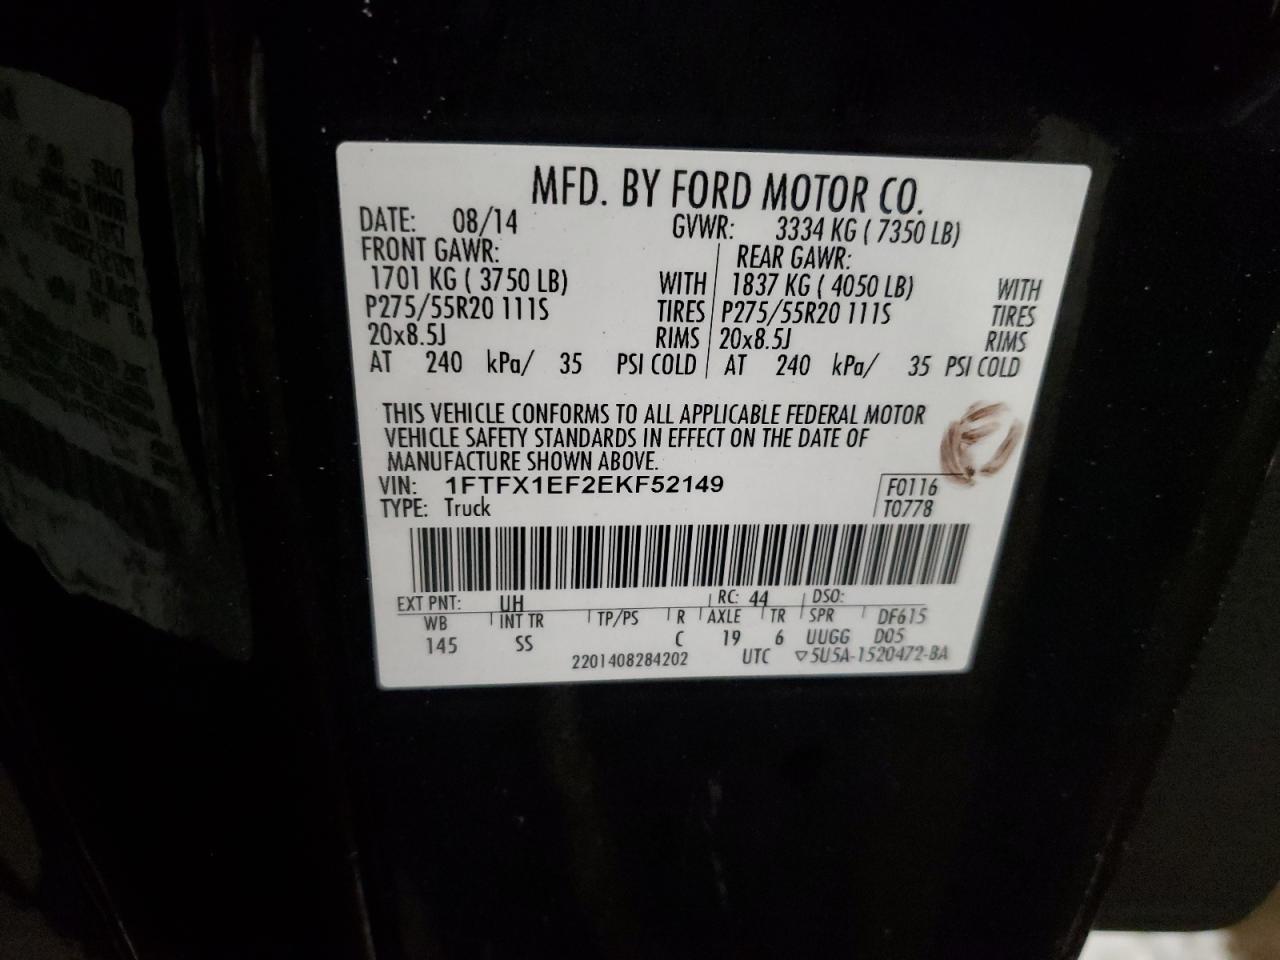 MFD. BY FORD MOTOR CO.
DATE: 08/14 GVWR: 3334 KG ( 7350 LB)
FRONT GAWR: REAR GAWR:
1701 KG ( 3750 LB) WITH 1837 KG ( 4050 LB) WITH
P275/55R20 111S TIRES P275/55R20 111S TIRES
20x8.5J RIMS 20x8.5J RIMS
AT 240 kPa/ 35 PSI COLD AT 240 kPa/ 35 PSI COLD
THIS VEHICLE CONFORMS TO ALL APPLICABLE FEDERAL MOTOR
VEHICLE SAFETY STANDARDS IN EFFECT ON THE DATE OF
MANUFACTURE SHOWN ABOVE.
VIN: 1FTFX1EF2EKF52149 F0116
TYPE: Truck T0778
EXT PNT: UH RC: 44 DSO:
WB INT TR TP/PS R AXLE TR SPR DF615
145 SS C 19 6 UUGG D05
2201408284202 UTC ▽5U5A-1520472-BA